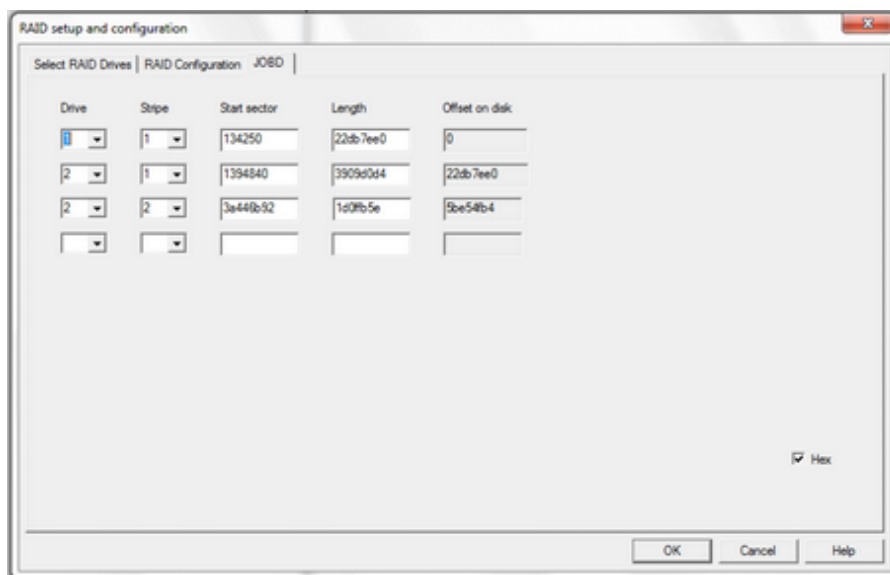 RAID setup and configuration
Select RAID Drives RAID Configuration JOBD
Drive Stripe Start sector Length Offset on disk
1 1 134250 22db7ee0 0
2 1 1394840 3909d0d4 22db7ee0
2 2 3a446b92 1d0ffb5e 5be54fb4
Hex
OK Cancel Help